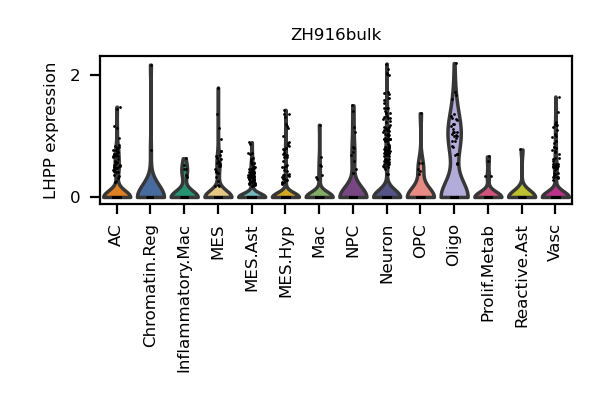 ZH916bulk
LHPP expression
2
0
AC
Chromatin.Reg
Inflammatory.Mac
MES
MES.Ast
MES.Hyp
Mac
NPC
Neuron
OPC
Oligo
Prolif.Metab
Reactive.Ast
Vasc